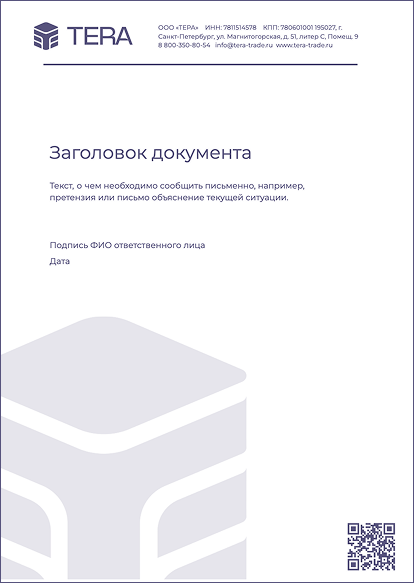 TERA
ООО «ТЕРА» ИНН: 7811514578 КПП: 780601001 195027, г.
Санкт-Петербург, ул. Магнитогорская, д. 51, литер С, Помещ, 9
8 800-350-80-54 info@tera-trade.ru www.tera-trade.ru
Заголовок документа
Текст, о чем необходимо сообщить письменно, например,
претензия или письмо объяснение текущей ситуации.
Подпись ФИО ответственного лица
Дата